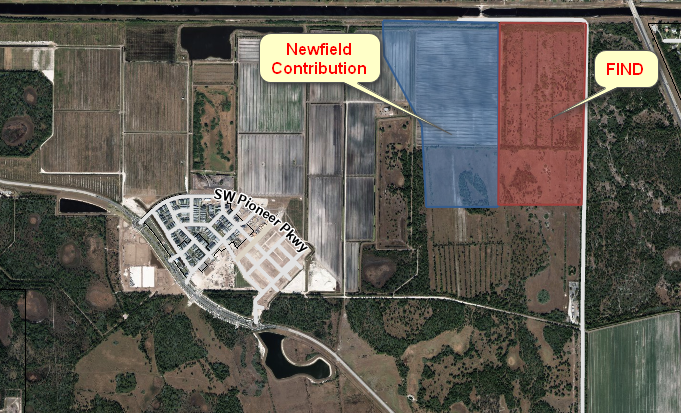 Newfield
Contribution
FIND
SW Pioneer Pkwy